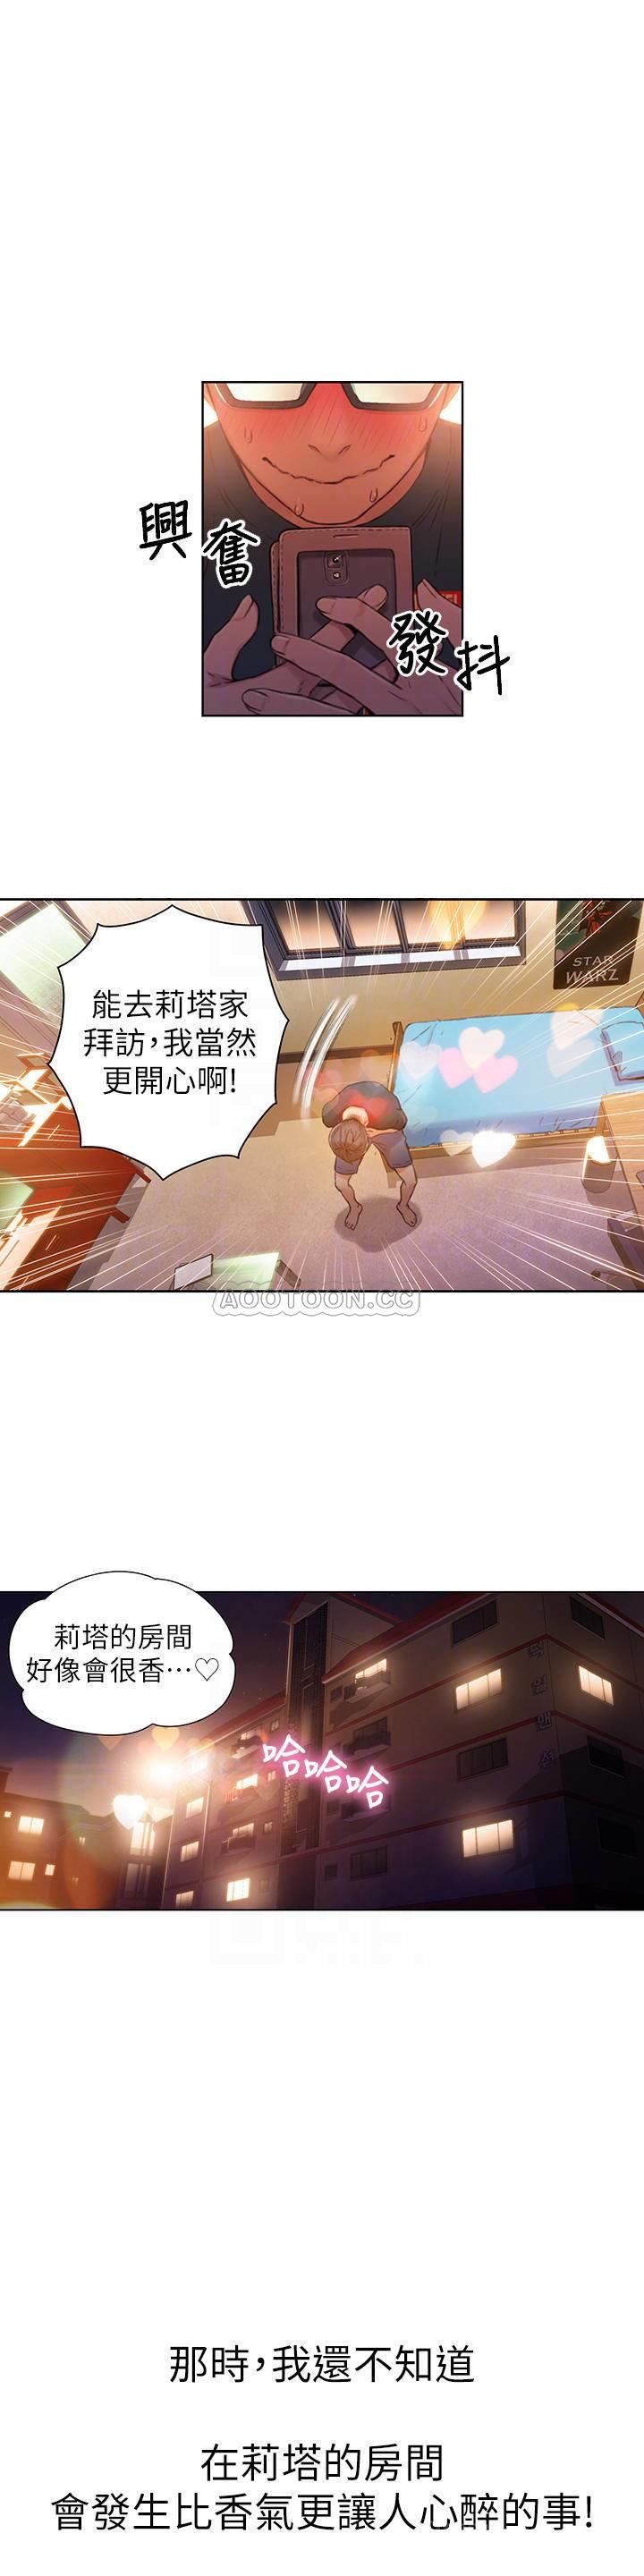 興奮
發抖
能去莉塔家
拜訪，我當然
更開心啊！
STAR
WARZ
AOOTOON.CC
莉塔的房間
好像會很香…♡
哈哈哈
那時，我還不知道
在莉塔的房間
會發生比香氣更讓人心醉的事！